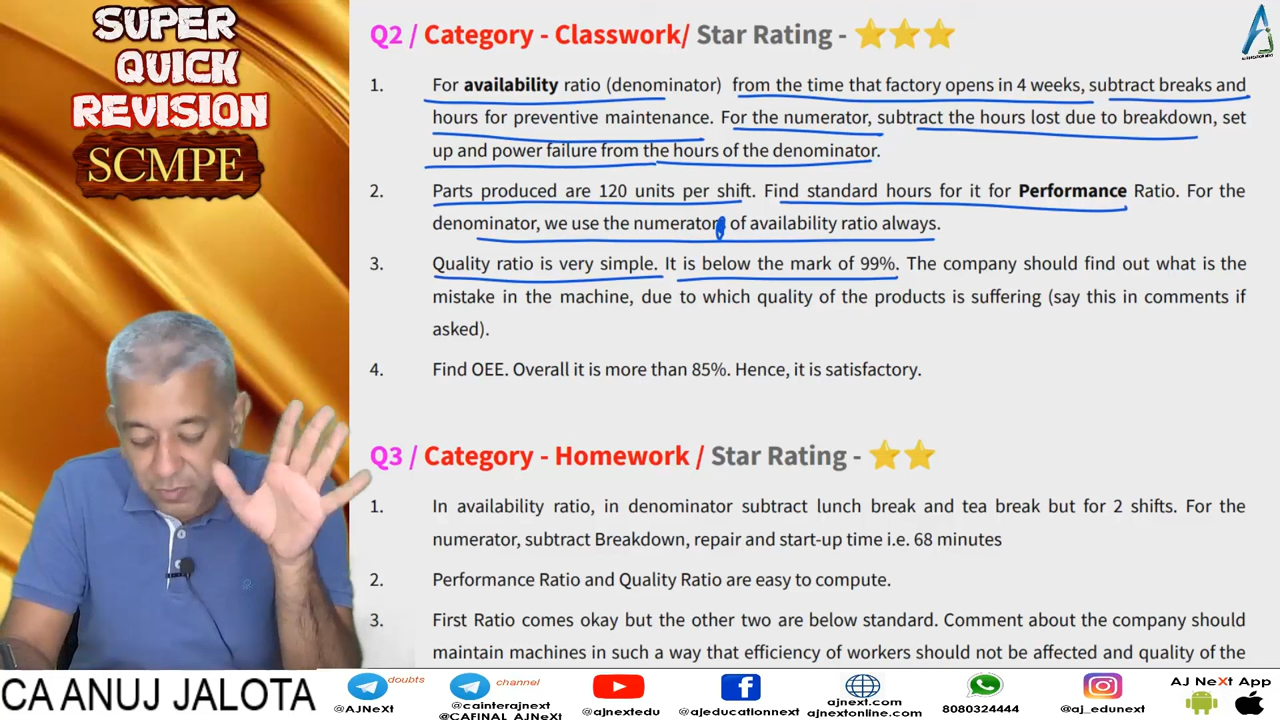 SUPER
QUICK
REVISION
SCMPE
Q2 / Category - Classwork/ Star Rating -
1. For availability ratio (denominator) from the time that factory opens in 4 weeks, subtract breaks and
hours for preventive maintenance. For the numerator, subtract the hours lost due to breakdown, set
up and power failure from the hours of the denominator.
2. Parts produced are 120 units per shift. Find standard hours for it for Performance Ratio. For the
denominator, we use the numerator of availability ratio always.
3. Quality ratio is very simple. It is below the mark of 99%. The company should find out what is the
mistake in the machine, due to which quality of the products is suffering (say this in comments if
asked).
4. Find OEE. Overall it is more than 85%. Hence, it is satisfactory.
Q3 / Category - Homework / Star Rating -
1. In availability ratio, in denominator subtract lunch break and tea break but for 2 shifts. For the
numerator, subtract Breakdown, repair and start-up time i.e. 68 minutes
2. Performance Ratio and Quality Ratio are easy to compute.
3. First Ratio comes okay but the other two are below standard. Comment about the company should
maintain machines in such a way that efficiency of workers should not be affected and quality of the
CA ANUJ JALOTA
doubts
@AJNeXt
channel
@cainterajnext
@CAFINAL_AJNeXt
@ajnextedu
@ajeducationnext
ajnext.com
ajnextonline.com
8080324444
@aj_edunext
AJ NeXt App